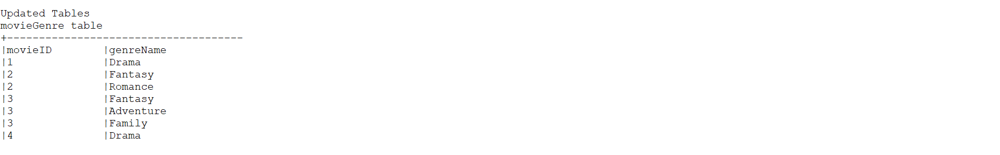 Updated Tables
movieGenre table
+-------------------------------------
|movieID        |genreName
|1              |Drama
|2              |Fantasy
|2              |Romance
|3              |Fantasy
|3              |Adventure
|3              |Family
|4              |Drama